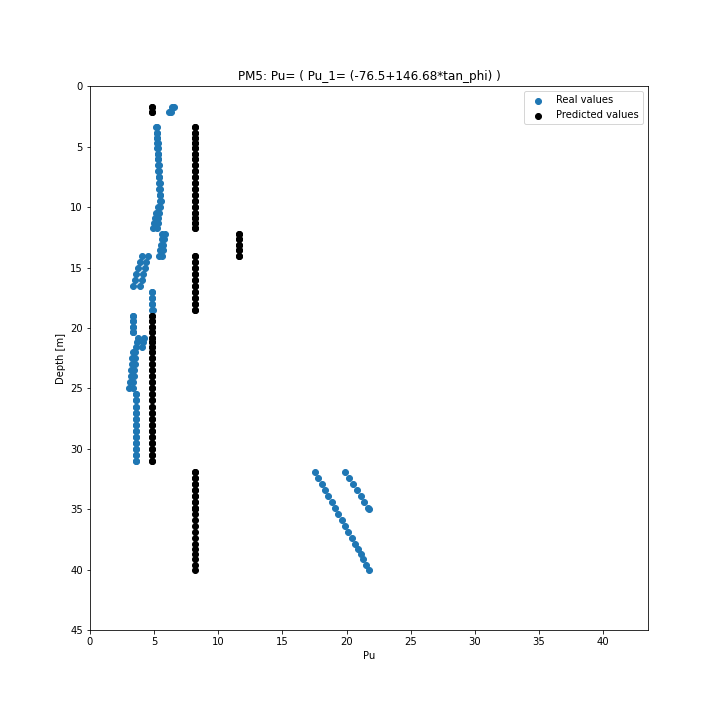 PM5: Pu= ( Pu_1= (-76.5+146.68*tan_phi) )
Real values
Predicted values
0
5
10
15
20
25
30
35
40
45
Depth [m]
0 5 10 15 20 25 30 35 40
Pu